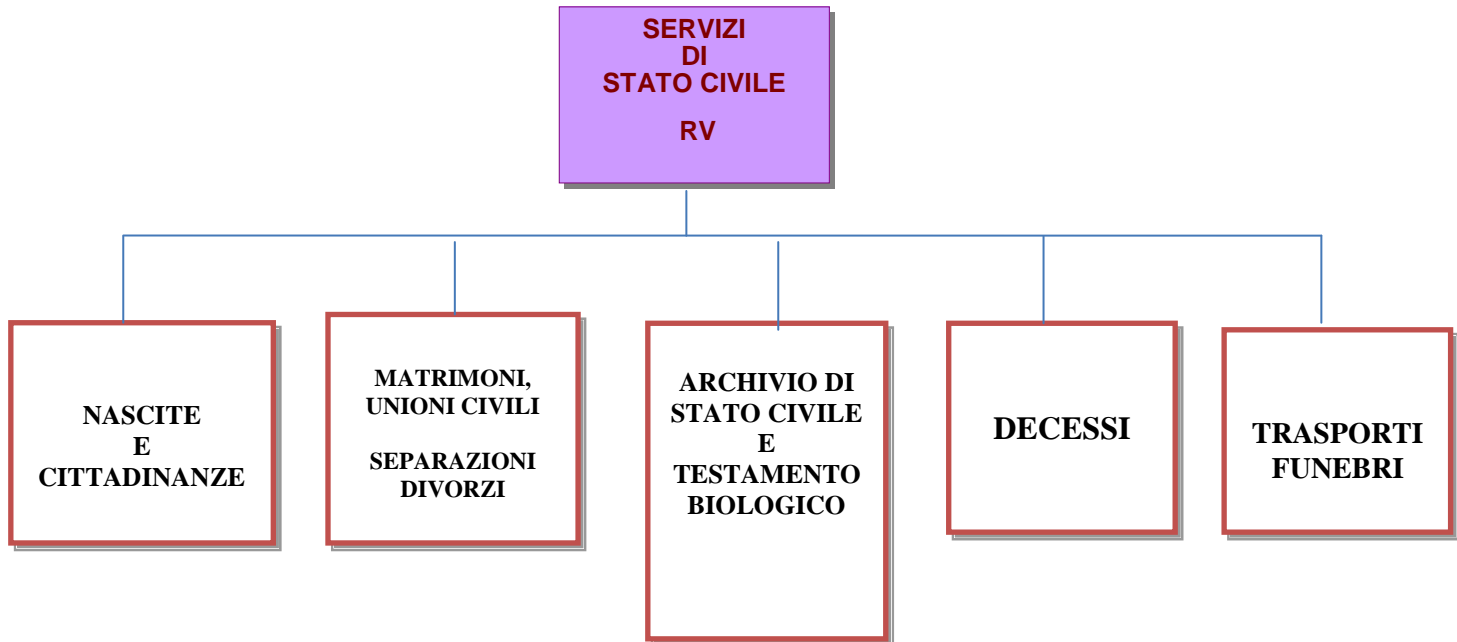 SERVIZI
DI
STATO CIVILE
RV
NASCITE
E
CITTADINANZE
MATRIMONI,
UNIONI CIVILI
SEPARAZIONI
DIVORZI
ARCHIVIO DI
STATO CIVILE
E
TESTAMENTO
BIOLOGICO
DECESSI
TRASPORTI
FUNEBRI